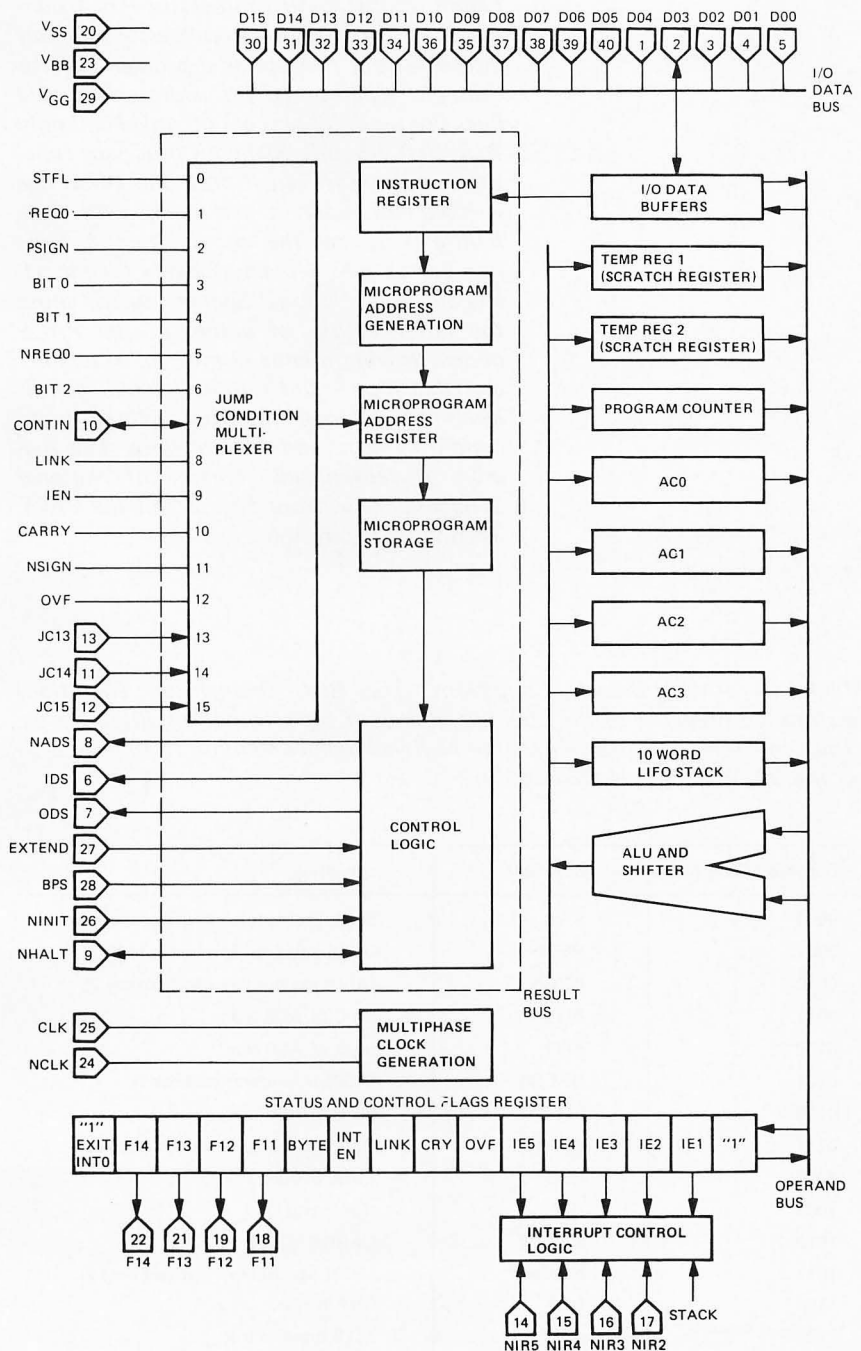 VSS 20
VBB 23
VGG 29
D15 D14 D13 D12 D11 D10 D09 D08 D07 D06 D05 D04 D03 D02 D01 D00
30 31 32 33 34 36 35 37 38 39 40 1 2 3 4 5
I/O
DATA
BUS
STFL 0
REQ0 1
PSIGN 2
BIT 0 3
BIT 1 4
NREQ0 5
BIT 2 6
CONTIN 10 7
LINK 8
IEN 9
CARRY 10
NSIGN 11
OVF 12
JC13 13 13
JC14 11 14
JC15 12 15
JUMP
CONDITION
MULTI-
PLEXER
INSTRUCTION
REGISTER
MICROPROGRAM
ADDRESS
GENERATION
MICROPROGRAM
ADDRESS
REGISTER
MICROPROGRAM
STORAGE
I/O DATA
BUFFERS
TEMP REG 1
(SCRATCH REGISTER)
TEMP REG 2
(SCRATCH REGISTER)
PROGRAM COUNTER
AC0
AC1
AC2
AC3
10 WORD
LIFO STACK
ALU AND
SHIFTER
NADS 8
IDS 6
ODS 7
EXTEND 27
BPS 28
NINIT 26
NHALT 9
CONTROL
LOGIC
RESULT
BUS
CLK 25
NCLK 24
MULTIPHASE
CLOCK
GENERATION
STATUS AND CONTROL FLAGS REGISTER
"1"
EXIT
INT0
F14 F13 F12 F11 BYTE
INT
EN
LINK CRY OVF IE5 IE4 IE3 IE2 IE1 "1"
OPERAND
BUS
22 21 19 18
F14 F13 F12 F11
INTERRUPT CONTROL
LOGIC
14 15 16 17 STACK
NIR5 NIR4 NIR3 NIR2